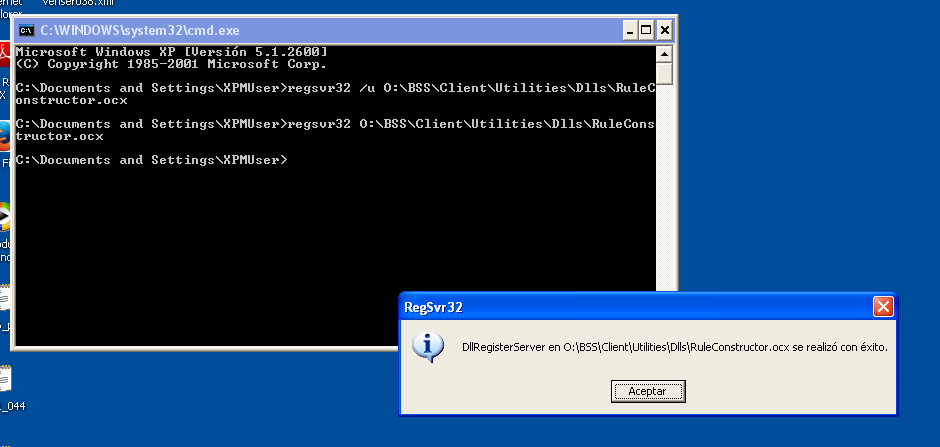 venser038.xml
C:\WINDOWS\system32\cmd.exe
Microsoft Windows XP [Versión 5.1.2600]
(C) Copyright 1985-2001 Microsoft Corp.
C:\Documents and Settings\XPMUser>regsvr32 /u O:\BSS\Client\Utilities\Dlls\RuleC
onstructor.ocx
C:\Documents and Settings\XPMUser>regsvr32 O:\BSS\Client\Utilities\Dlls\RuleCons
tructor.ocx
C:\Documents and Settings\XPMUser>
RegSvr32
DllRegisterServer en O:\BSS\Client\Utilities\Dlls\RuleConstructor.ocx se realizó con éxito.
Aceptar
_044